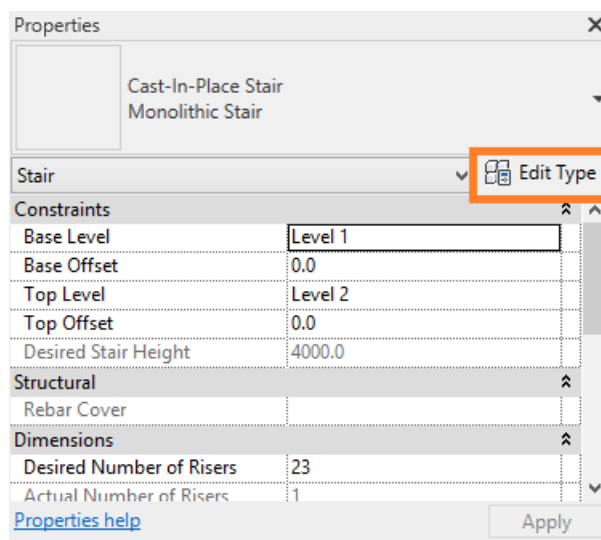 Properties
Cast-In-Place Stair
Monolithic Stair
Stair Edit Type
Constraints
Base Level Level 1
Base Offset 0.0
Top Level Level 2
Top Offset 0.0
Desired Stair Height 4000.0
Structural
Rebar Cover
Dimensions
Desired Number of Risers 23
Actual Number of Risers 1
Properties help Apply